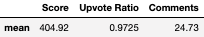 Score Upvote Ratio Comments
mean 404.92 0.9725 24.73